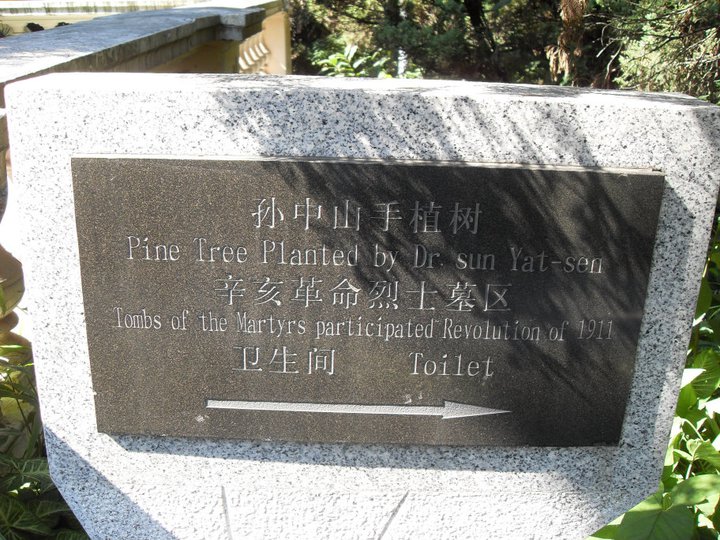 孙中山手植树
Pine Tree Planted by Dr. sun Yat-sen
辛亥革命烈士墓区
Tombs of the Martyrs participated Revolution of 1911
卫生间 Toilet